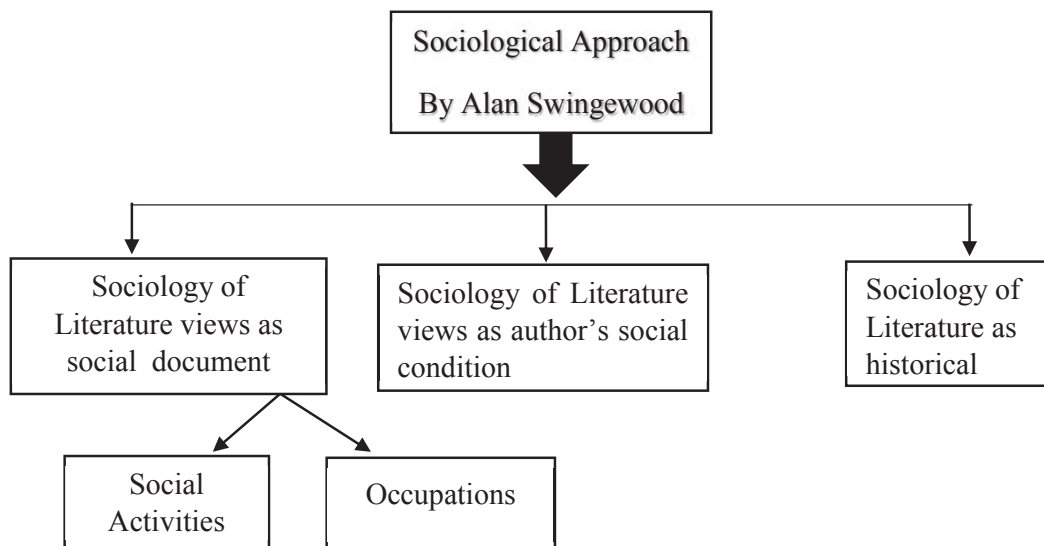 Sociological Approach
By Alan Swingewood
Sociology of
Literature views as
social document
Sociology of Literature
views as author's social
condition
Sociology of
Literature as
historical
Social
Activities
Occupations